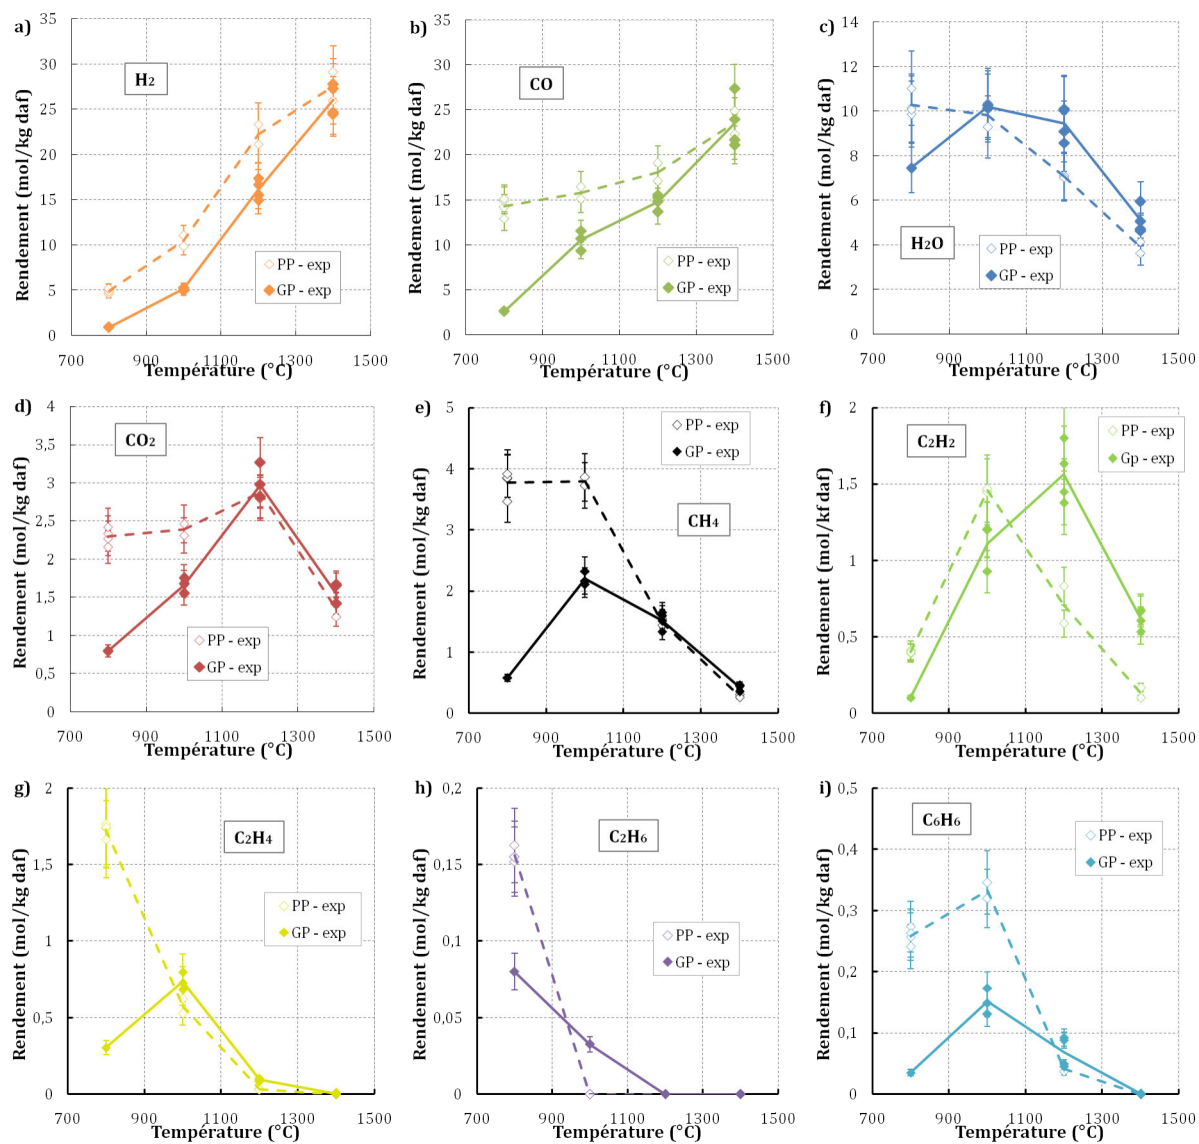 a)
H2
Rendement (mol/kg daf)
35
30
25
20
15
10
5
0
PP - exp
GP - exp
700 900 1100 1300 1500
Température (°C)
b)
CO
Rendement (mol/kg daf)
35
30
25
20
15
10
5
0
PP - exp
GP - exp
700 900 1100 1300 1500
Température (°C)
c)
H2O
Rendement (mol/kg daf)
14
12
10
8
6
4
2
0
PP - exp
GP - exp
700 900 1100 1300 1500
Température (°C)
d)
CO2
Rendement (mol/kg daf)
4
3,5
3
2,5
2
1,5
1
0,5
0
PP - exp
GP - exp
700 900 1100 1300 1500
Température (°C)
e)
CH4
Rendement (mol/kg daf)
5
4
3
2
1
0
PP - exp
GP - exp
700 900 1100 1300 1500
Température (°C)
f)
C2H2
Rendement (mol/kf daf)
2
1,5
1
0,5
0
PP - exp
Gp - exp
700 900 1100 1300 1500
Température (°C)
g)
C2H4
Rendement (mol/kg daf)
2
1,5
1
0,5
0
PP - exp
GP - exp
700 900 1100 1300 1500
Température (°C)
h)
C2H6
Rendement (mol/kg daf)
0,2
0,15
0,1
0,05
0
PP - exp
GP - exp
700 900 1100 1300 1500
Température (°C)
i)
C6H6
Rendement (mol/kg daf)
0,5
0,4
0,3
0,2
0,1
0
PP - exp
GP - exp
700 900 1100 1300 1500
Température (°C)